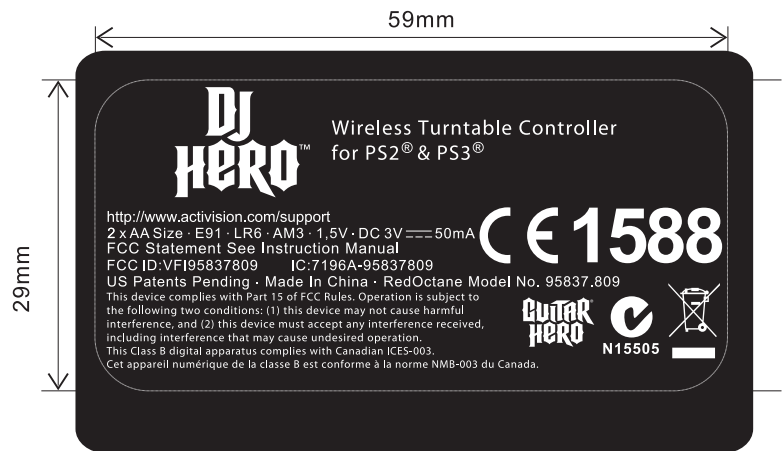 59mm
29mm
DJ
HERO™
Wireless Turntable Controller
for PS2® & PS3®
http://www.activision.com/support
2 x AA Size · E91 · LR6 · AM3 · 1,5V · DC 3V ⎓ 50mA
CE1588
FCC Statement See Instruction Manual
FCC ID:VFI95837809 IC:7196A-95837809
US Patents Pending · Made In China · RedOctane Model No. 95837.809
This device complies with Part 15 of FCC Rules. Operation is subject to
the following two conditions: (1) this device may not cause harmful
interference, and (2) this device must accept any interference received,
including interference that may cause undesired operation.
This Class B digital apparatus complies with Canadian ICES-003.
Cet appareil numérique de la classe B est conforme à la norme NMB-003 du Canada.
GUITAR
HERO®
N15505